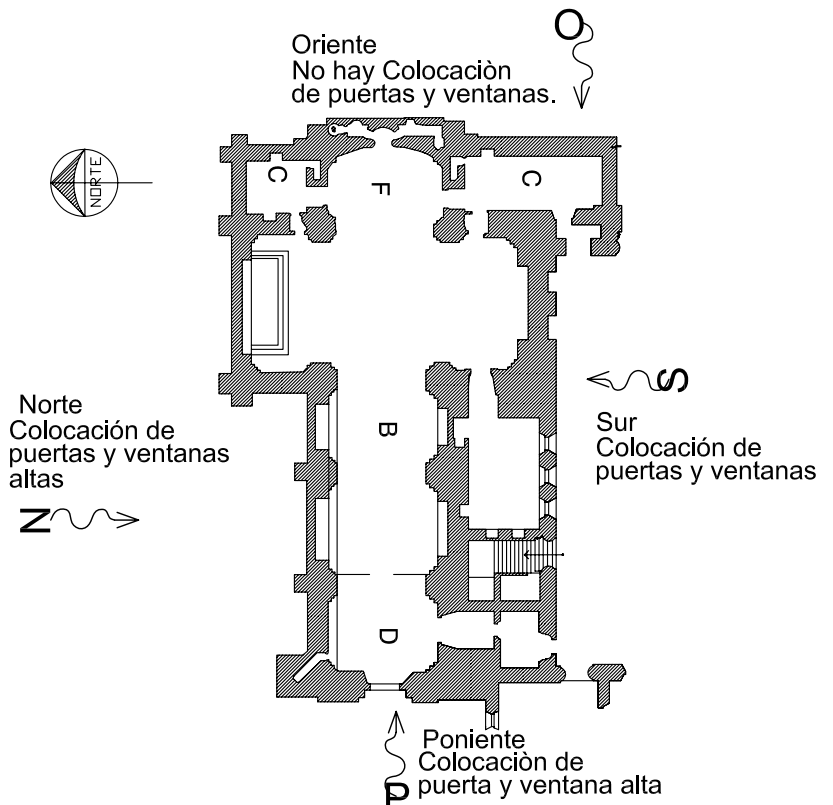 O
Oriente
No hay Colocaciòn
de puertas y ventanas.
NORTE
C
C
F
S
Norte
Colocación de
puertas y ventanas
altas
N
B
Sur
Colocación de
puertas y ventanas
D
Poniente
Colocaciòn de
puerta y ventana alta
P